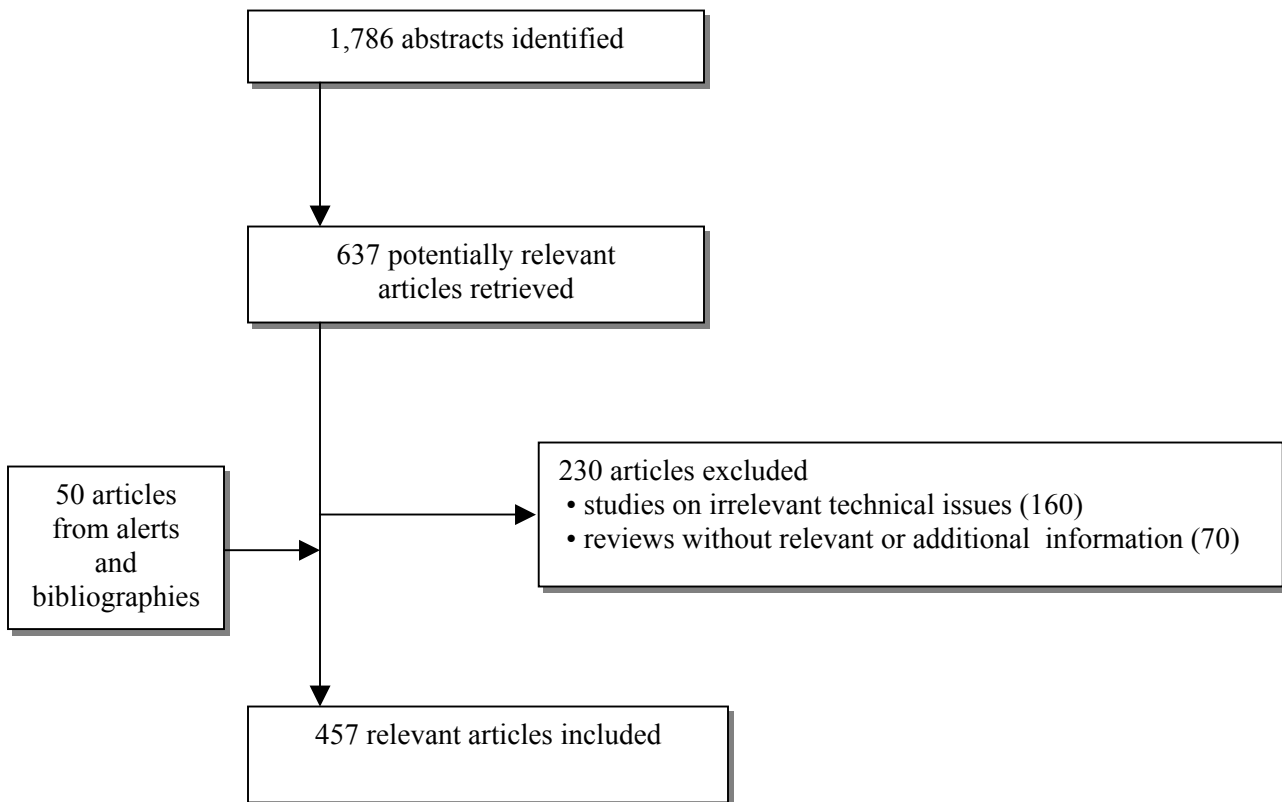 1,786 abstracts identified
637 potentially relevant
articles retrieved
50 articles
from alerts
and
bibliographies
230 articles excluded
• studies on irrelevant technical issues (160)
• reviews without relevant or additional information (70)
457 relevant articles included